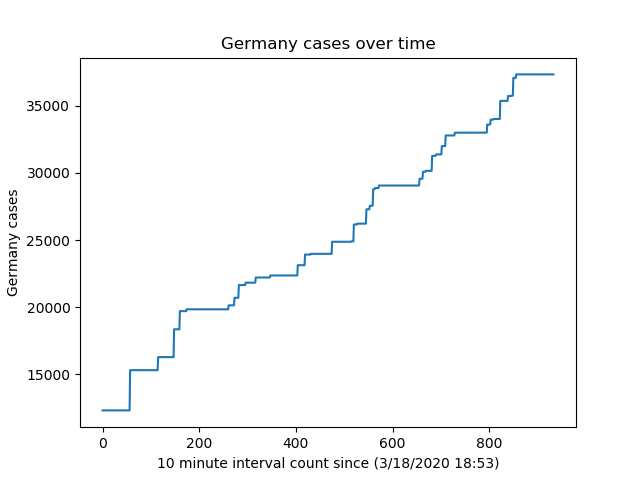 Germany cases over time
Germany cases
35000
30000
25000
20000
15000
0 200 400 600 800
10 minute interval count since (3/18/2020 18:53)